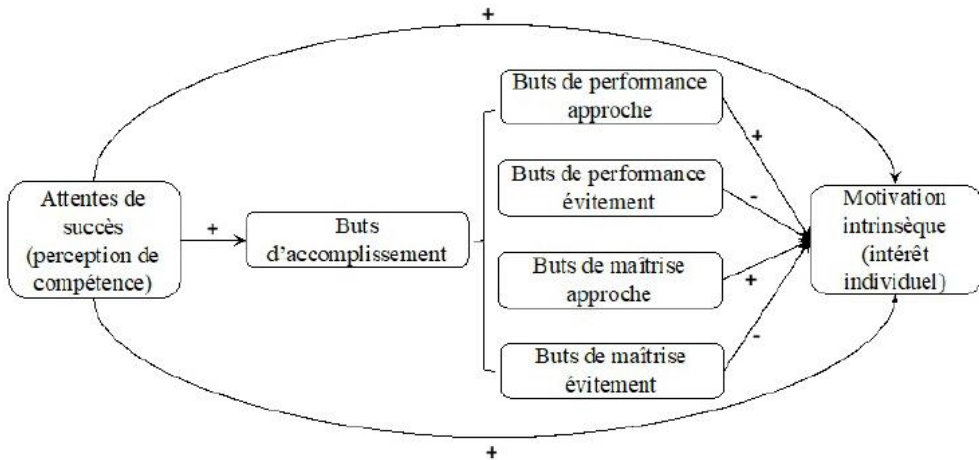 +
Buts de performance
approche
+
Buts de performance
évitement
-
Attentes de
succès
(perception de
compétence)
+
Buts
d'accomplissement
Motivation
intrinsèque
(intérêt
individuel)
Buts de maîtrise
approche
+
Buts de maîtrise
évitement
-
+